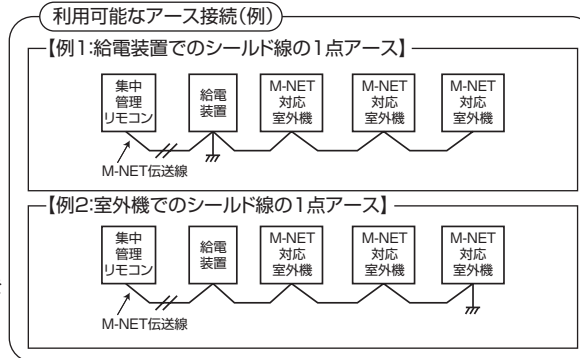 利用可能なアース接続(例)
【例1:給電装置でのシールド線の1点アース】
集中
管理
リモコン
給電
装置
M-NET
対応
室外機
M-NET
対応
室外機
M-NET
対応
室外機
M-NET伝送線
【例2:室外機でのシールド線の1点アース】
集中
管理
リモコン
給電
装置
M-NET
対応
室外機
M-NET
対応
室外機
M-NET
対応
室外機
M-NET伝送線